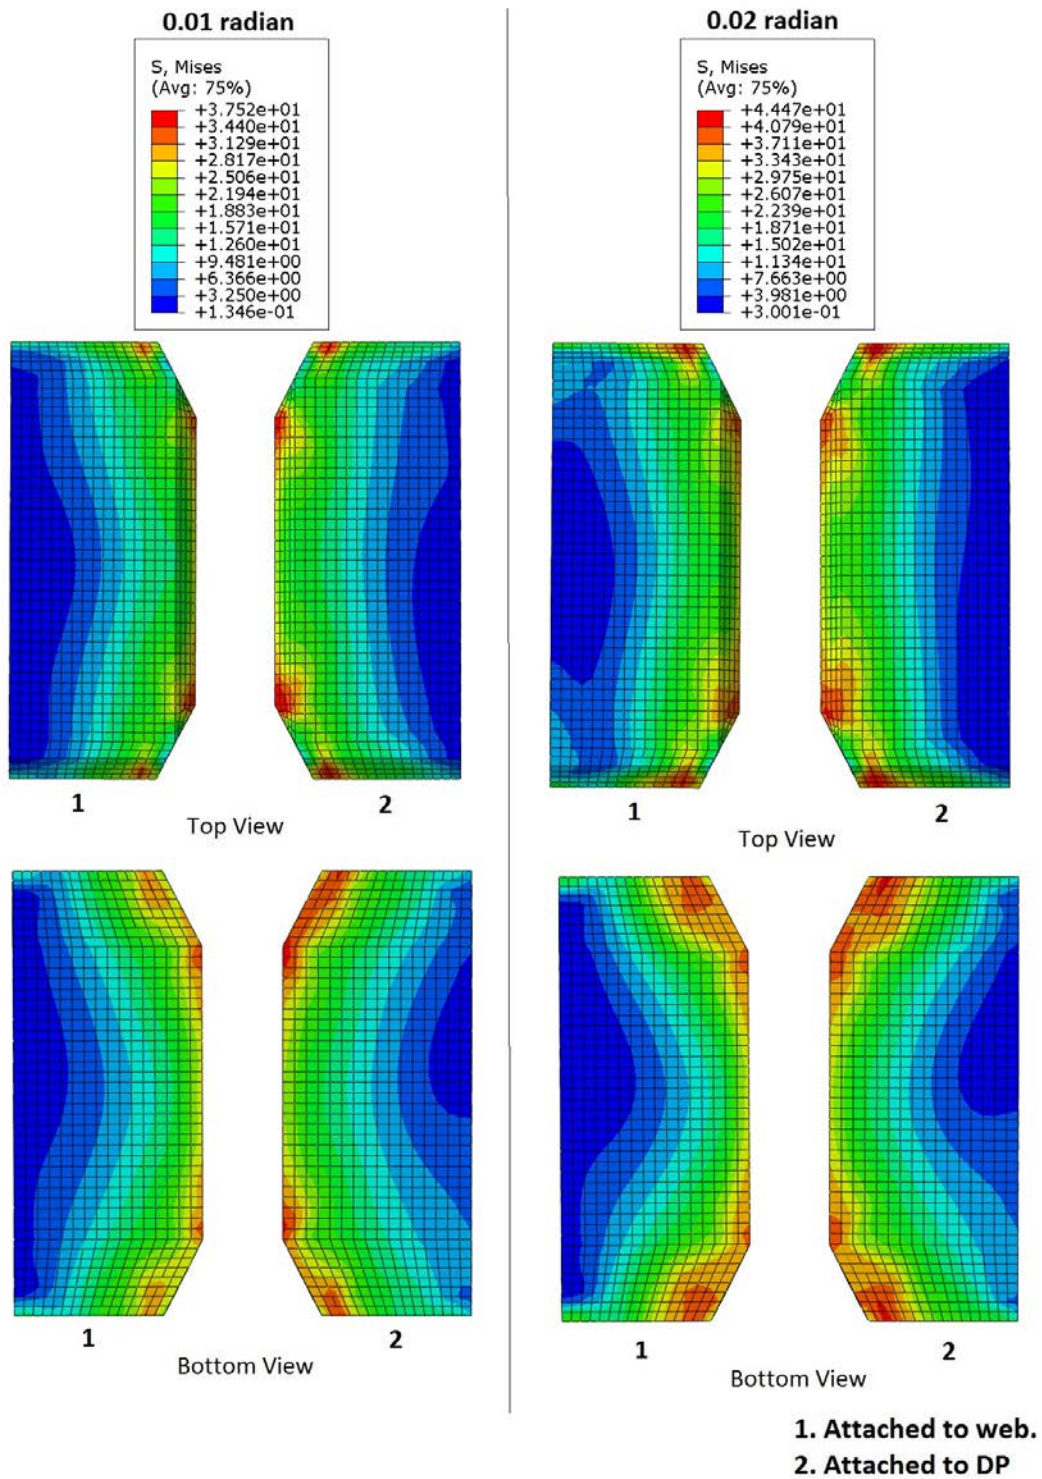 0.01 radian
S, Mises
(Avg: 75%)
+3.752e+01
+3.440e+01
+3.129e+01
+2.817e+01
+2.506e+01
+2.194e+01
+1.883e+01
+1.571e+01
+1.260e+01
+9.481e+00
+6.366e+00
+3.250e+00
+1.346e-01
0.02 radian
S, Mises
(Avg: 75%)
+4.447e+01
+4.079e+01
+3.711e+01
+3.343e+01
+2.975e+01
+2.607e+01
+2.239e+01
+1.871e+01
+1.502e+01
+1.134e+01
+7.663e+00
+3.981e+00
+3.001e-01
1
2
Top View
1
2
Top View
1
2
Bottom View
1
2
Bottom View
1. Attached to web.
2. Attached to DP